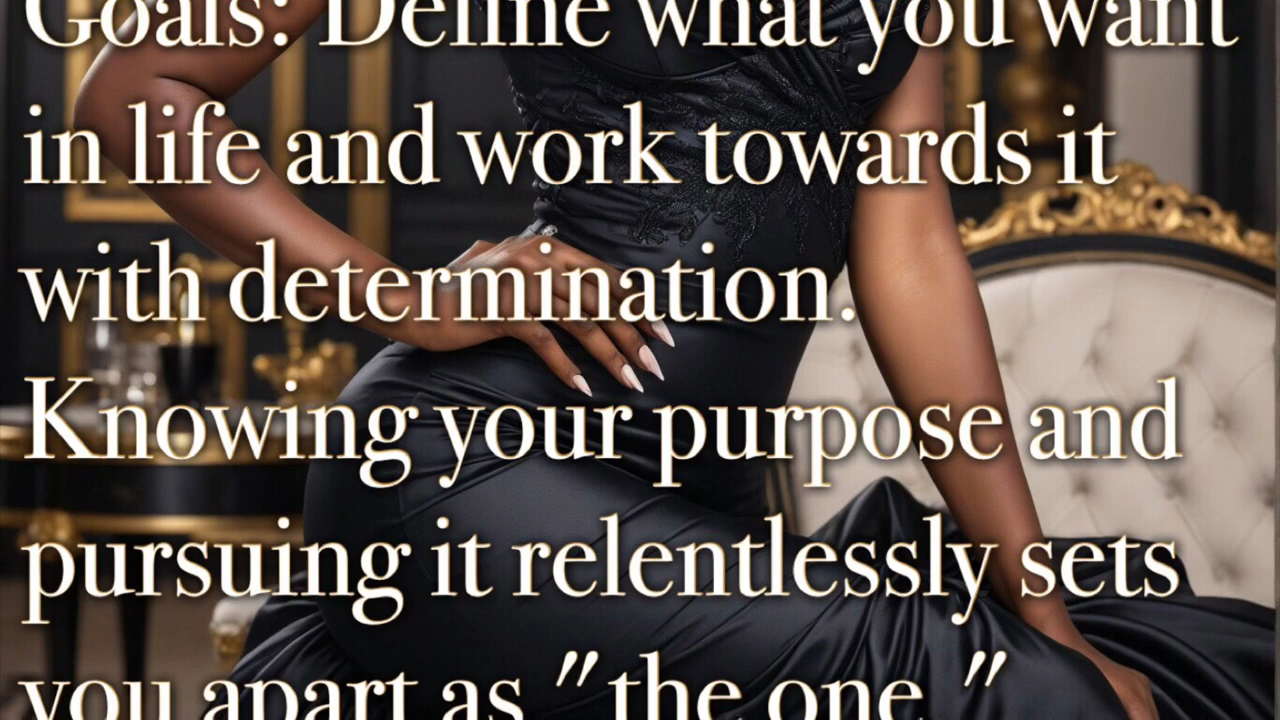 Goals: Define what you want
in life and work towards it
with determination.
Knowing your purpose and
pursuing it relentlessly sets
you apart as "the one."